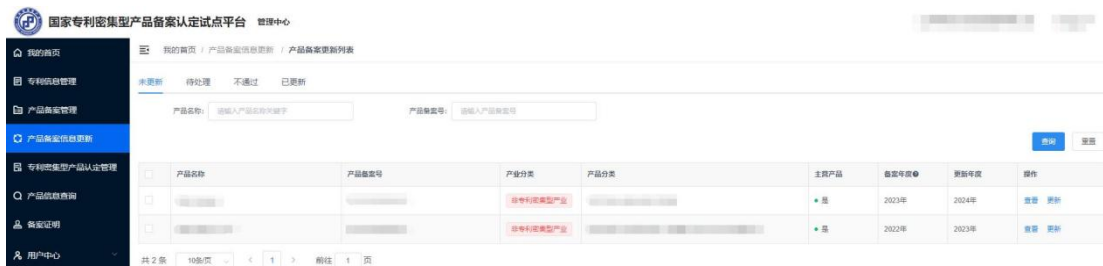 国家专利密集型产品备案认定试点平台 管理中心
我的首页
专利信息管理
产品备案管理
产品备案信息更新
专利密集型产品认定管理
产品信息查询
备案证明
用户中心
我的首页 / 产品备案信息更新 / 产品备案更新列表
未更新 待处理 不通过 已更新
产品名称: 请输入产品名称关键字 产品备案号: 请输入产品备案号
查询 重置
产品名称 产品备案号 产业分类 产品分类 主营产品 备案年度 更新年度 操作
非专利密集型产业 是 2023年 2024年 查看 更新
非专利密集型产业 是 2022年 2023年 查看 更新
共 2 条 10条/页 < 1 > 前往 1 页